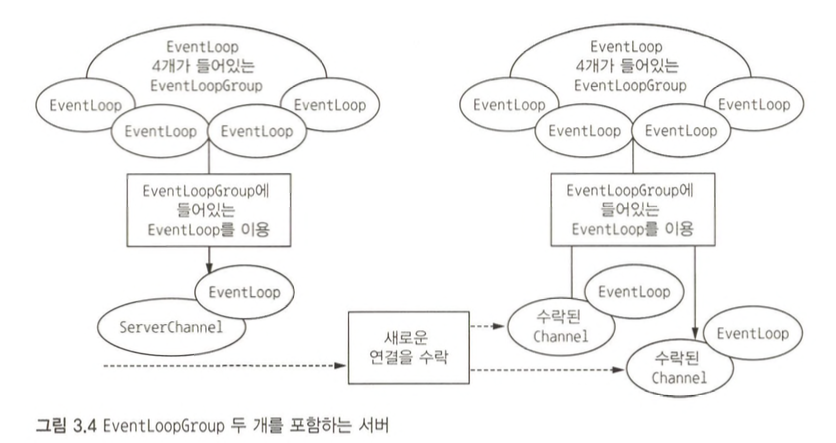 EventLoop
4개가 들어있는
EventLoopGroup
EventLoop
EventLoop
EventLoop
EventLoop
EventLoopGroup에
들어있는
EventLoop를 이용
EventLoop
ServerChannel
EventLoop
4개가 들어있는
EventLoopGroup
EventLoop
EventLoop
EventLoop
EventLoop
EventLoopGroup에
들어있는
EventLoop를 이용
새로운
연결을 수락
EventLoop
수락된
Channel
EventLoop
수락된
Channel
그림 3.4 EventLoopGroup 두 개를 포함하는 서버